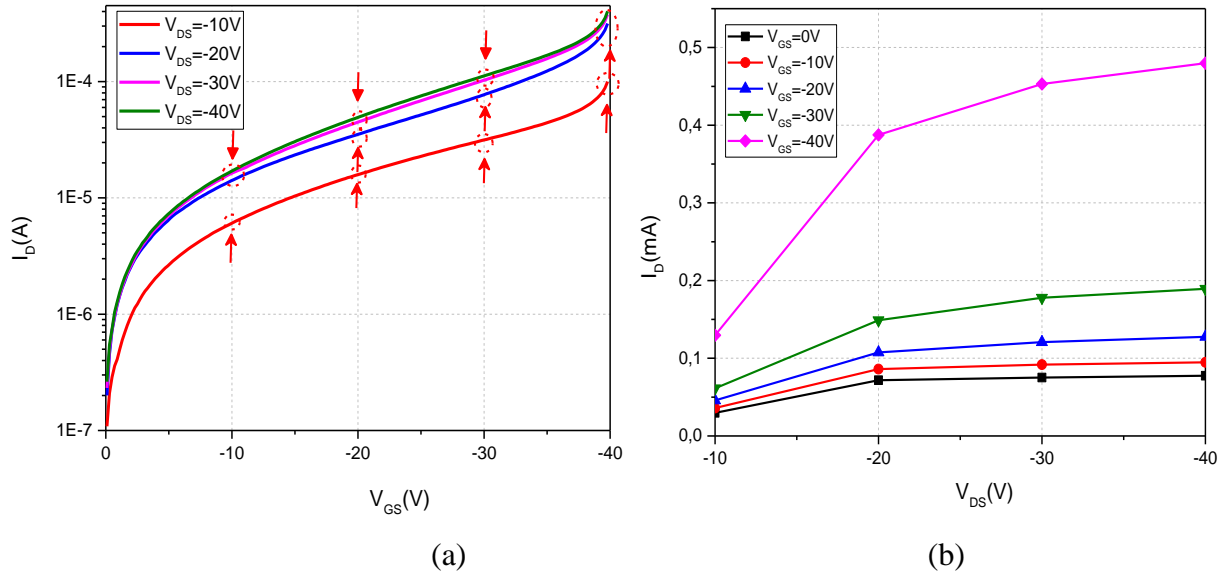 V_DS=-10V
V_DS=-20V
V_DS=-30V
V_DS=-40V
1E-4
1E-5
1E-6
1E-7
I_D(A)
0
-10
-20
-30
-40
V_GS(V)
(a)
V_GS=0V
V_GS=-10V
V_GS=-20V
V_GS=-30V
V_GS=-40V
0,5
0,4
0,3
0,2
0,1
0,0
I_D(mA)
-10
-20
-30
-40
V_DS(V)
(b)